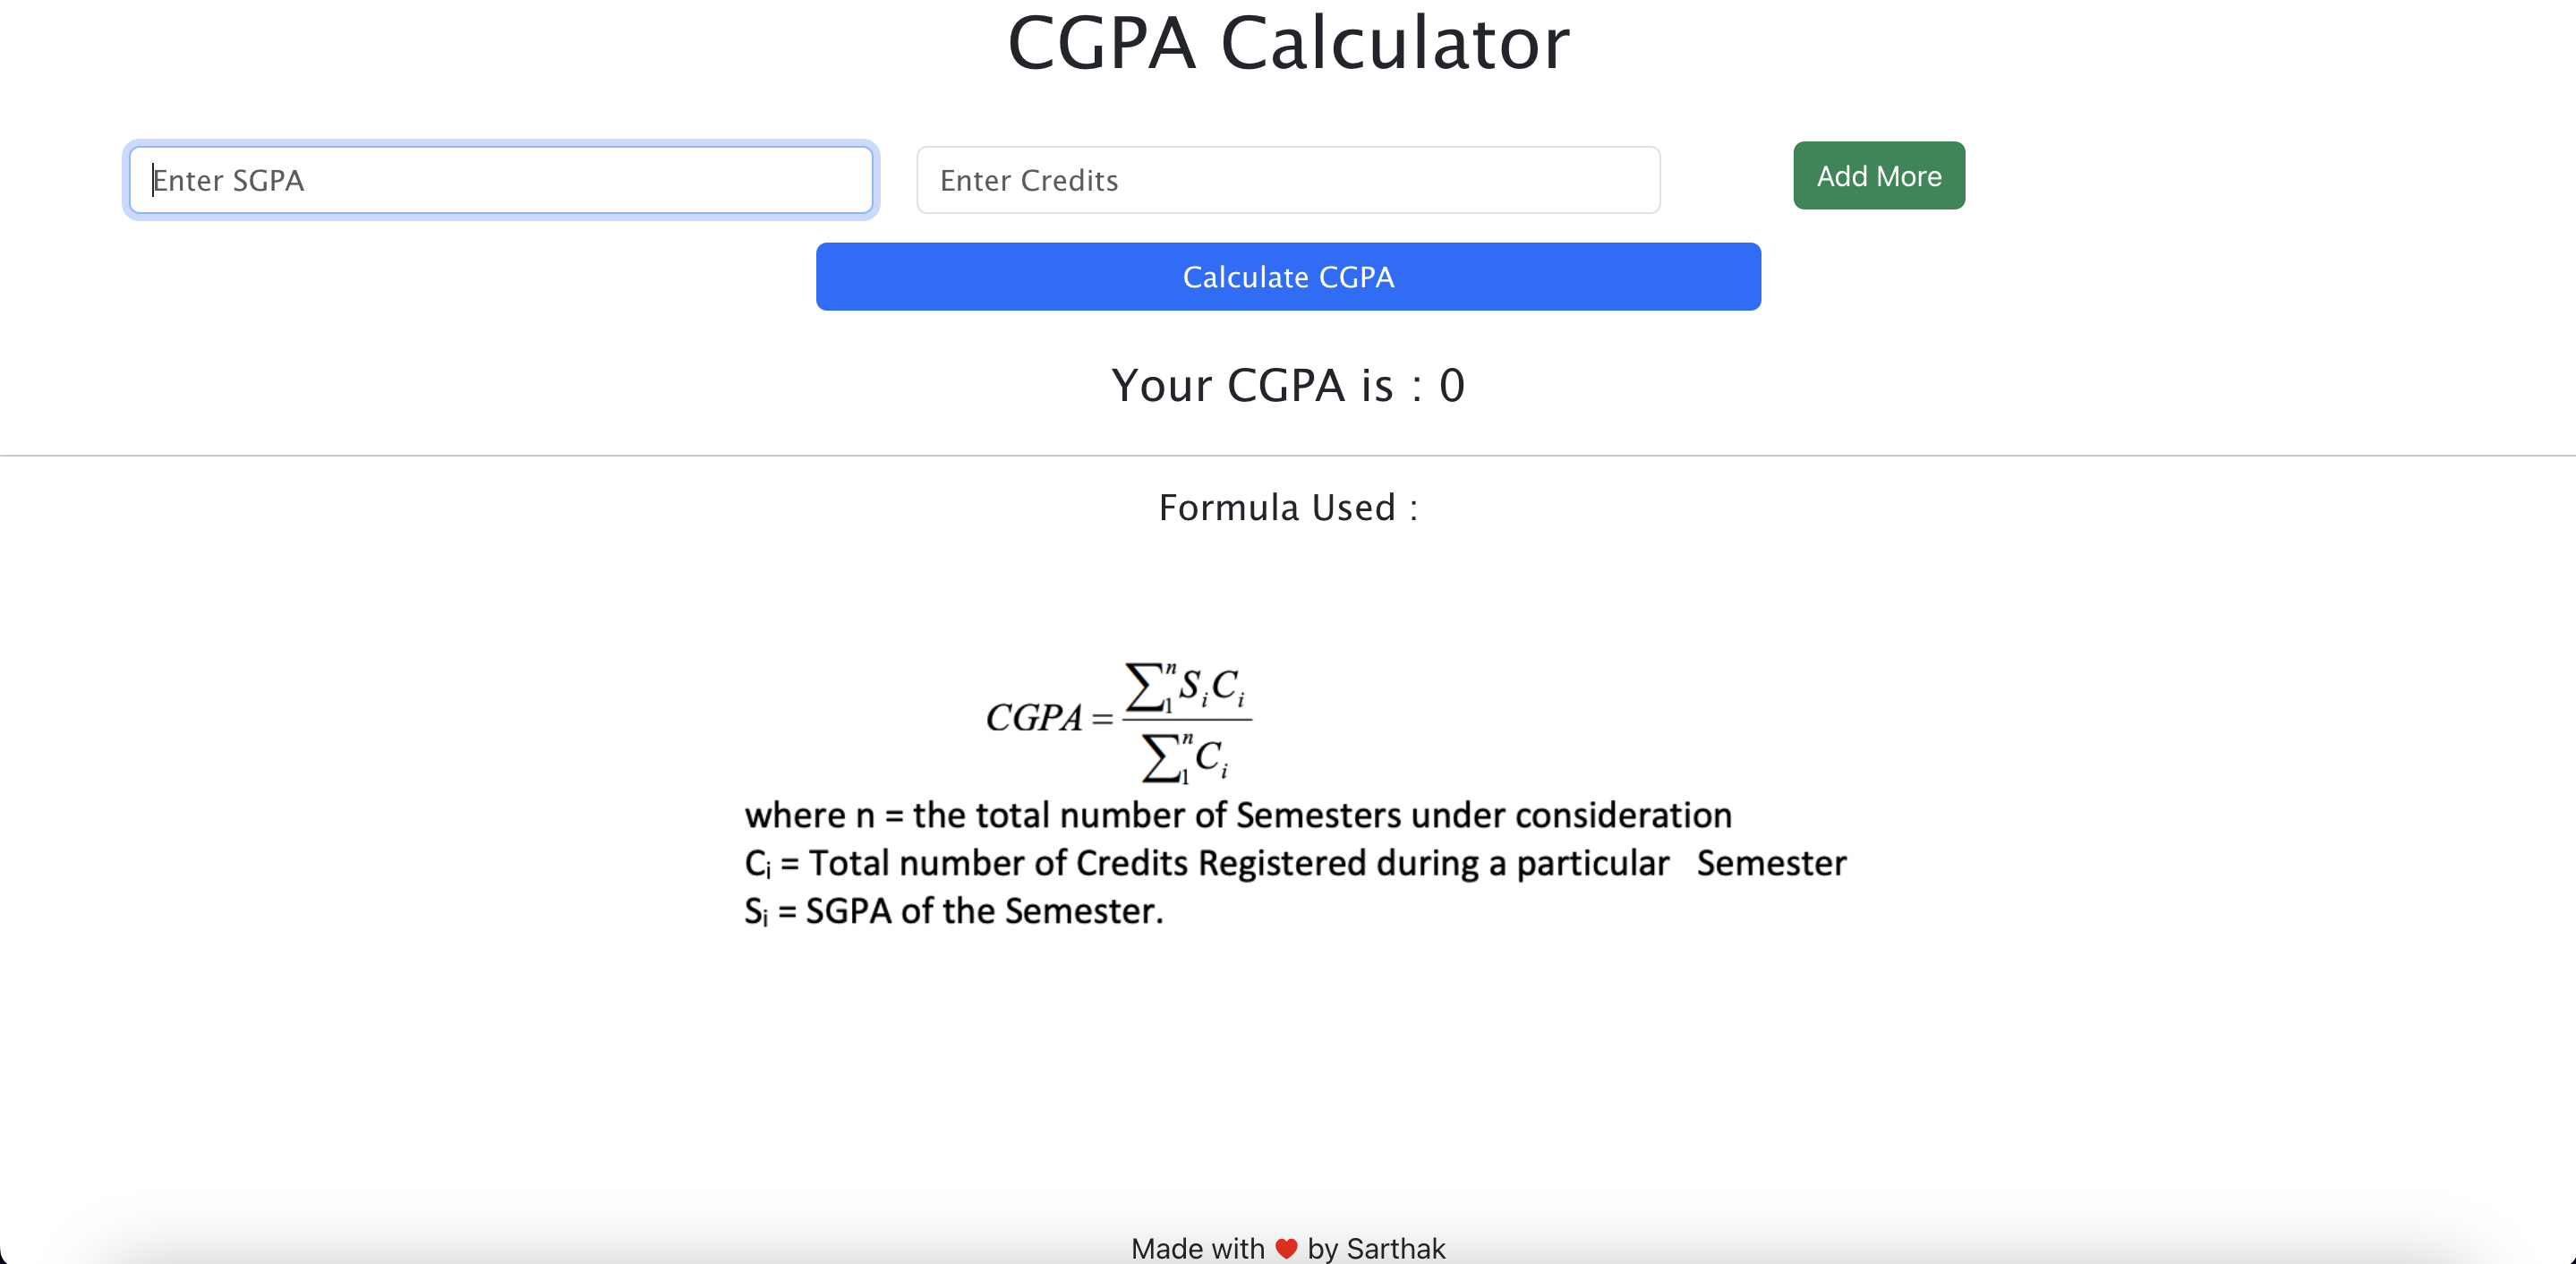 CGPA Calculator
Enter SGPA
Enter Credits
Add More
Calculate CGPA
Your CGPA is : 0
Formula Used :
CGPA = \frac{\sum_1^n S_i C_i}{\sum_1^n C_i}
where n = the total number of Semesters under consideration
Cᵢ = Total number of Credits Registered during a particular Semester
Sᵢ = SGPA of the Semester.
Made with ❤️ by Sarthak